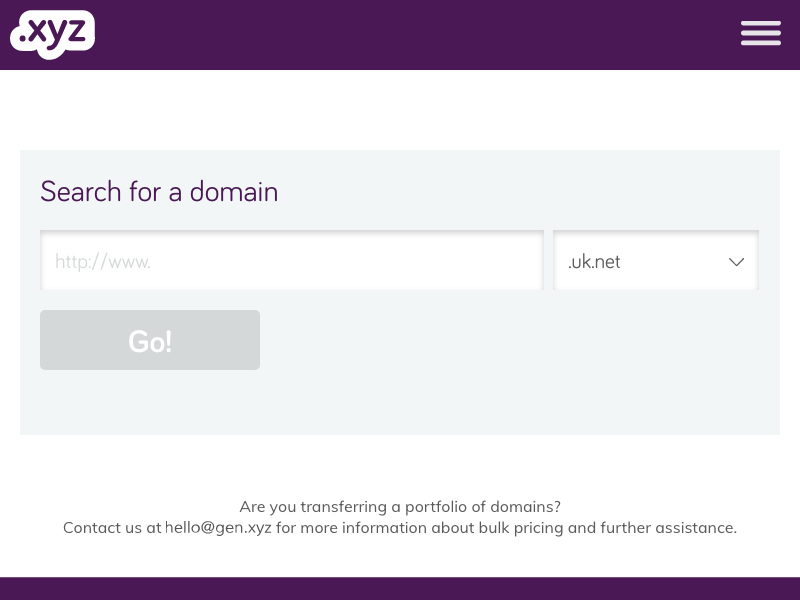 .xyz
Search for a domain
http://www.
.uk.net
Go!
Are you transferring a portfolio of domains?
Contact us at hello@gen.xyz for more information about bulk pricing and further assistance.